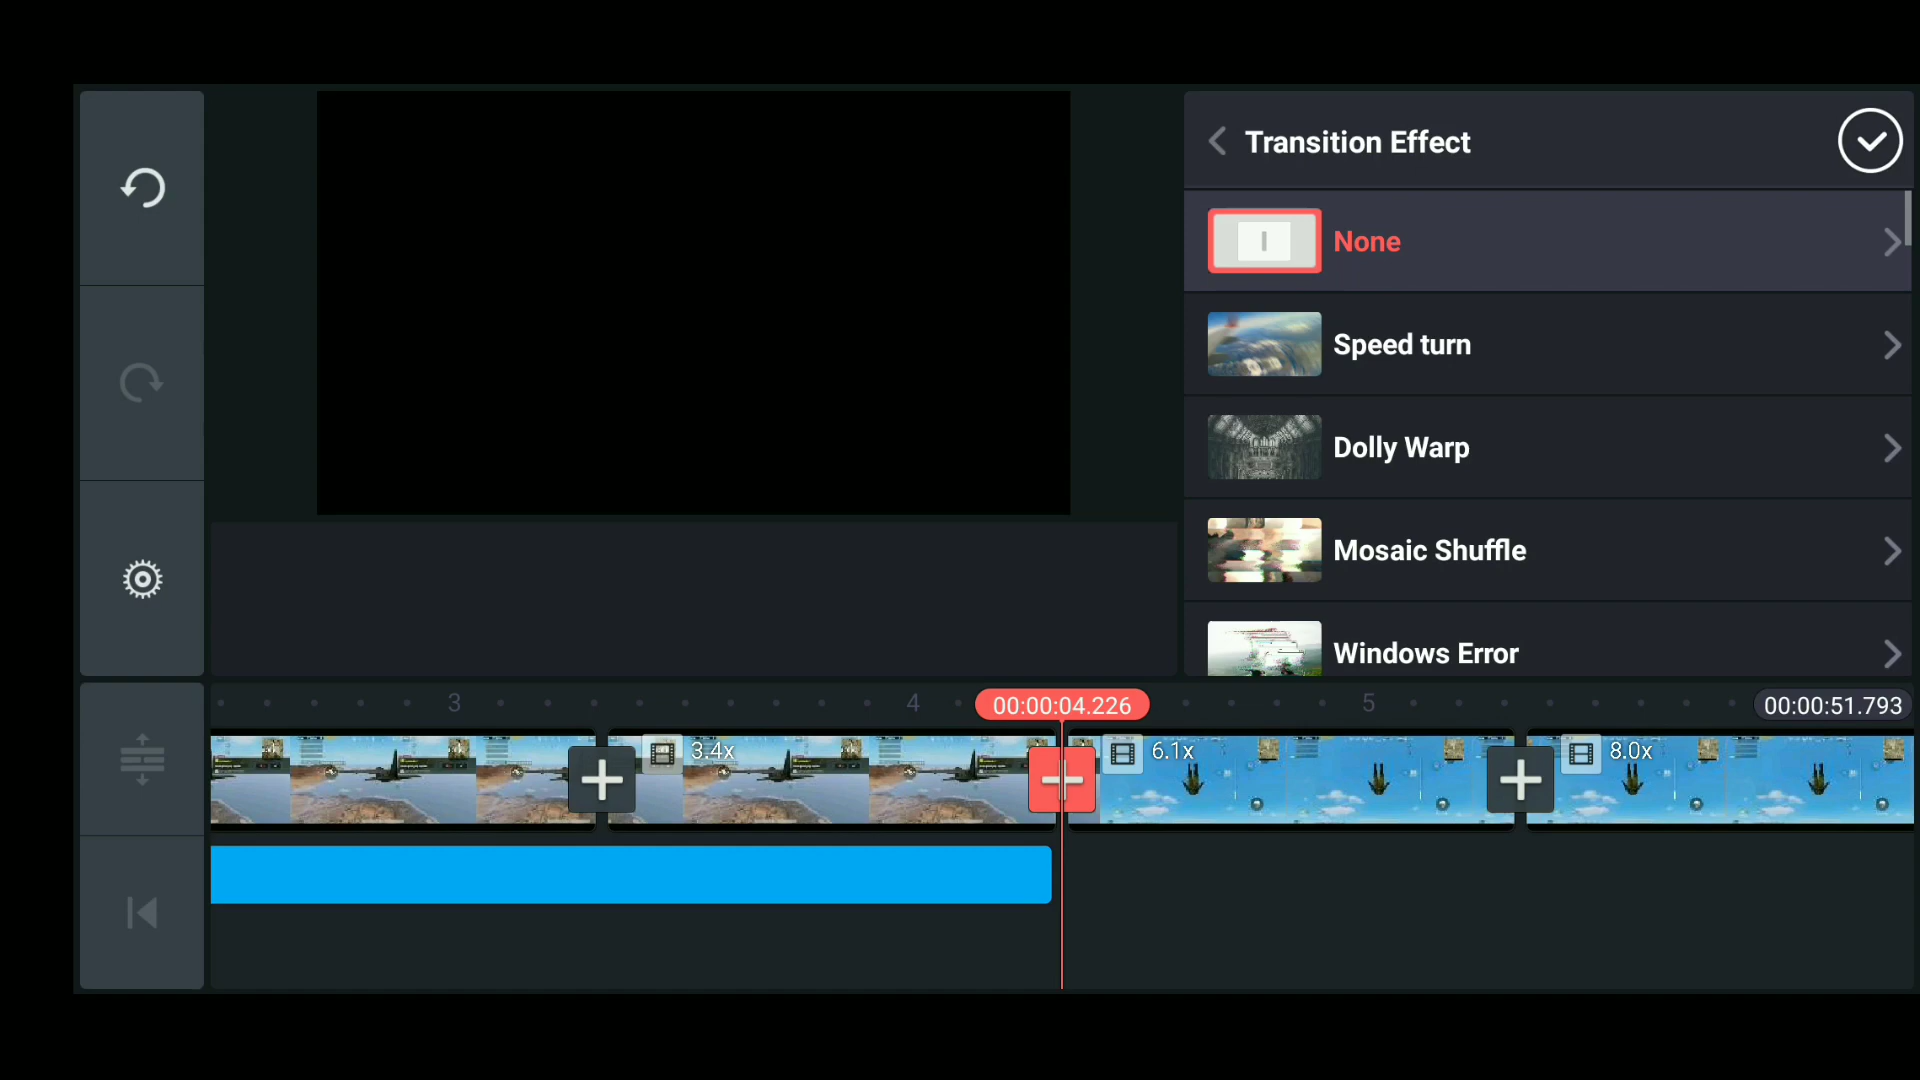 Transition Effect
None
Speed turn
Dolly Warp
Mosaic Shuffle
Windows Error
3
4
00:00:04.226
5
00:00:51.793
3.4x
6.1x
8.0x